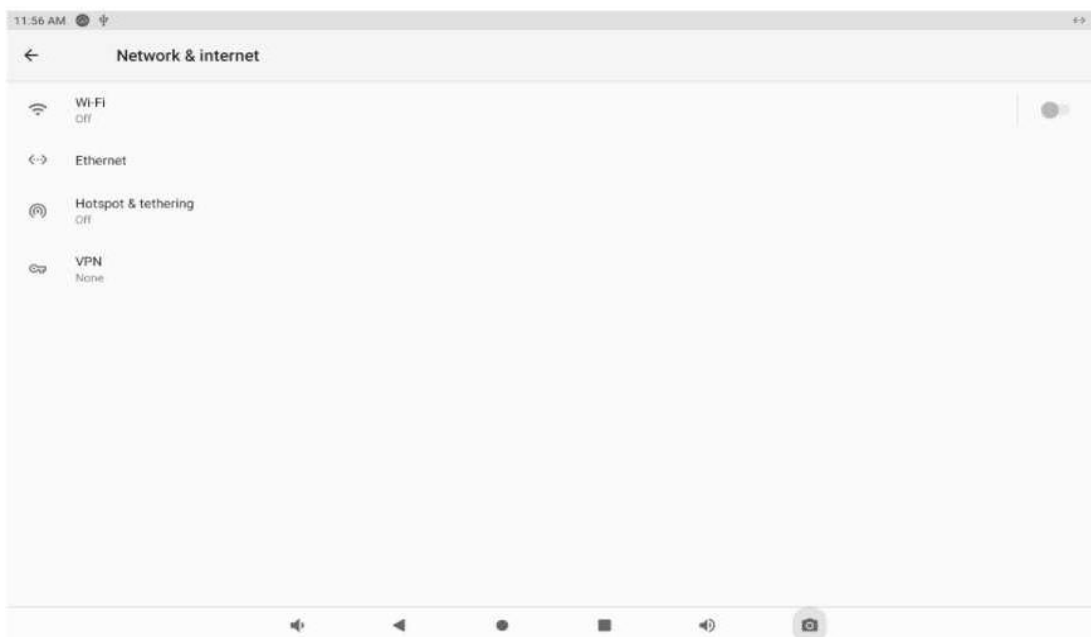 11:56 AM
Network & internet
Wi-Fi
Off
Ethernet
Hotspot & tethering
Off
VPN
None